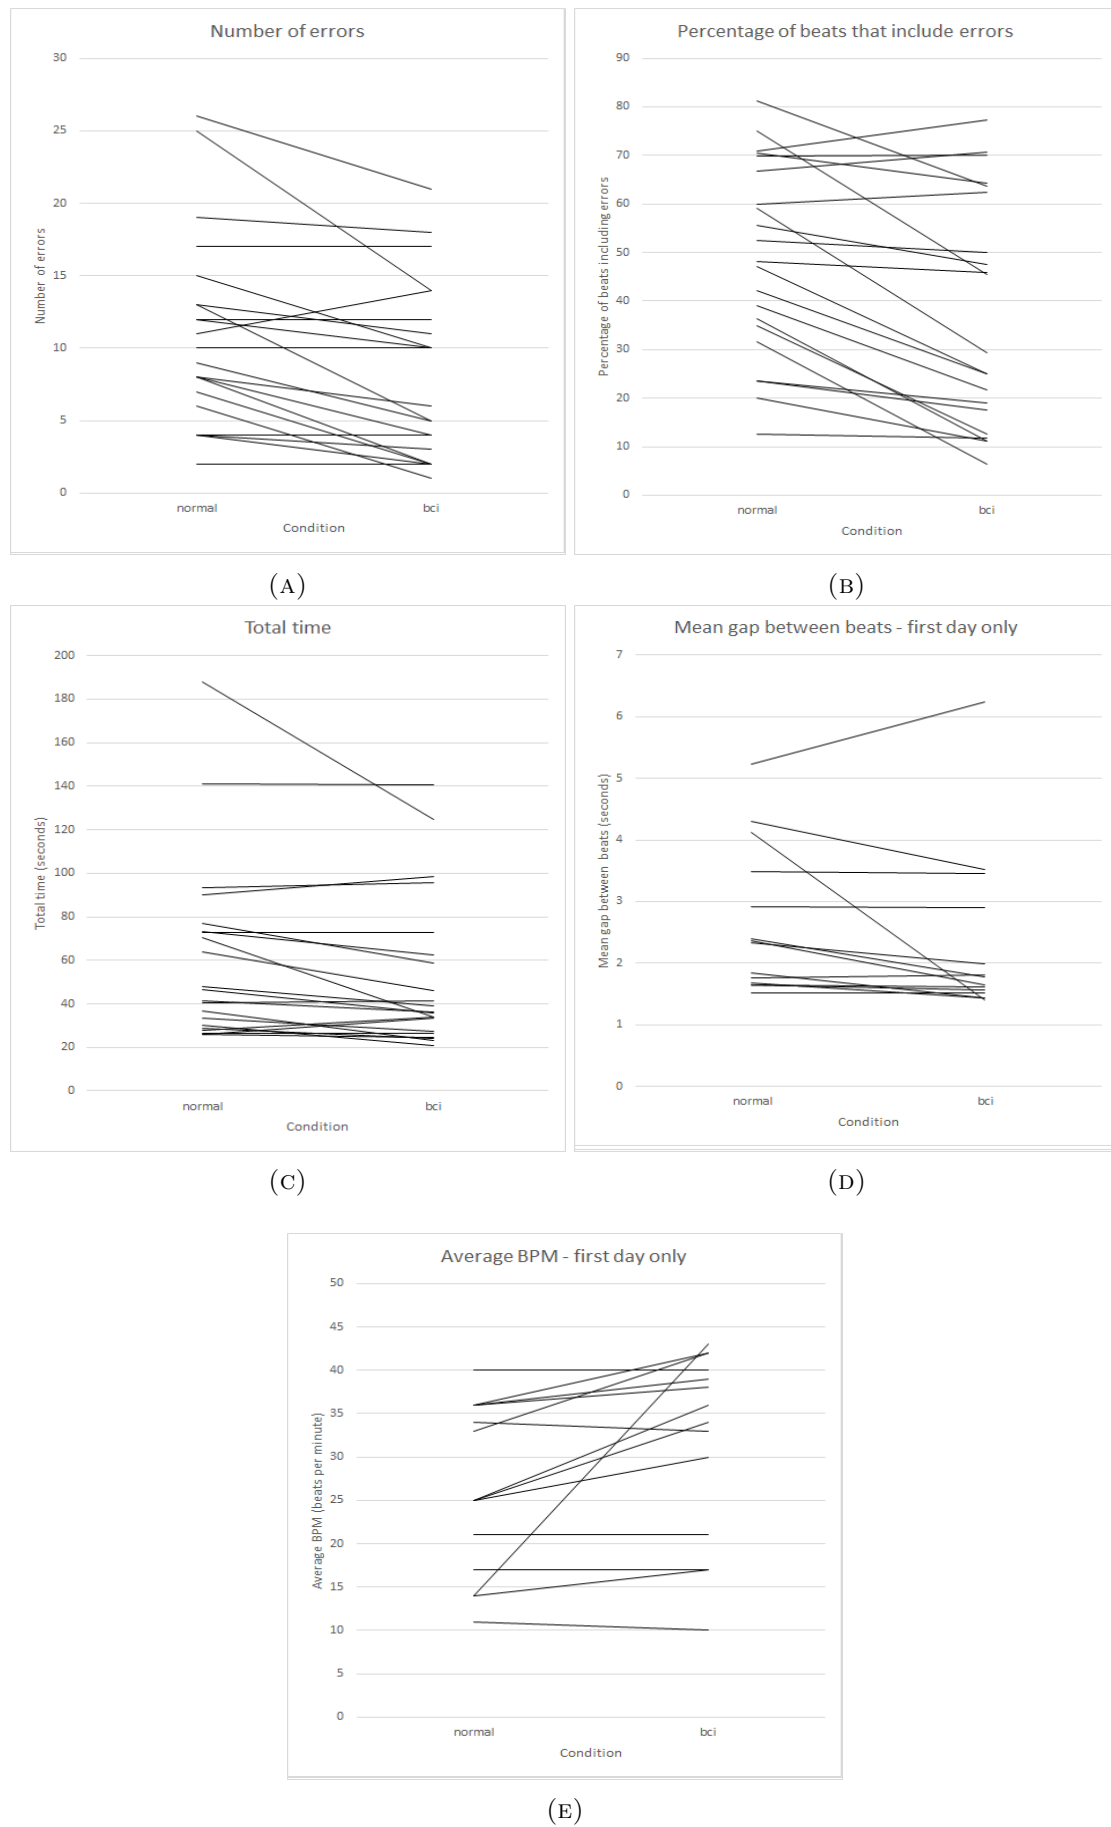 Number of errors
30
25
20
15
10
5
0
Number of errors
normal bci
Condition
(A)
Percentage of beats that include errors
90
80
70
60
50
40
30
20
10
0
Percentage of beats including errors
normal bci
Condition
(B)
Total time
200
180
160
140
120
100
80
60
40
20
0
Total time (seconds)
normal bci
Condition
(C)
Mean gap between beats - first day only
7
6
5
4
3
2
1
0
Mean gap between beats (seconds)
normal bci
Condition
(D)
Average BPM - first day only
50
45
40
35
30
25
20
15
10
5
0
Average BPM (beats per minute)
normal bci
Condition
(E)